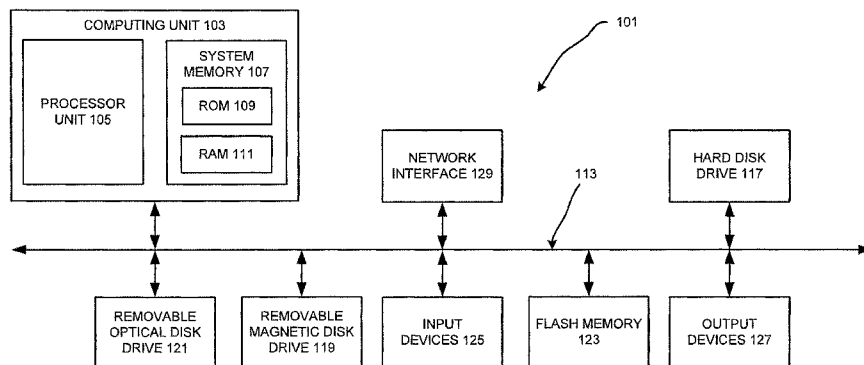 COMPUTING UNIT 103
PROCESSOR
UNIT 105
SYSTEM
MEMORY 107
ROM 109
RAM 111
101
NETWORK
INTERFACE 129
113
HARD DISK
DRIVE 117
REMOVABLE
OPTICAL DISK
DRIVE 121
REMOVABLE
MAGNETIC DISK
DRIVE 119
INPUT
DEVICES 125
FLASH MEMORY
123
OUTPUT
DEVICES 127